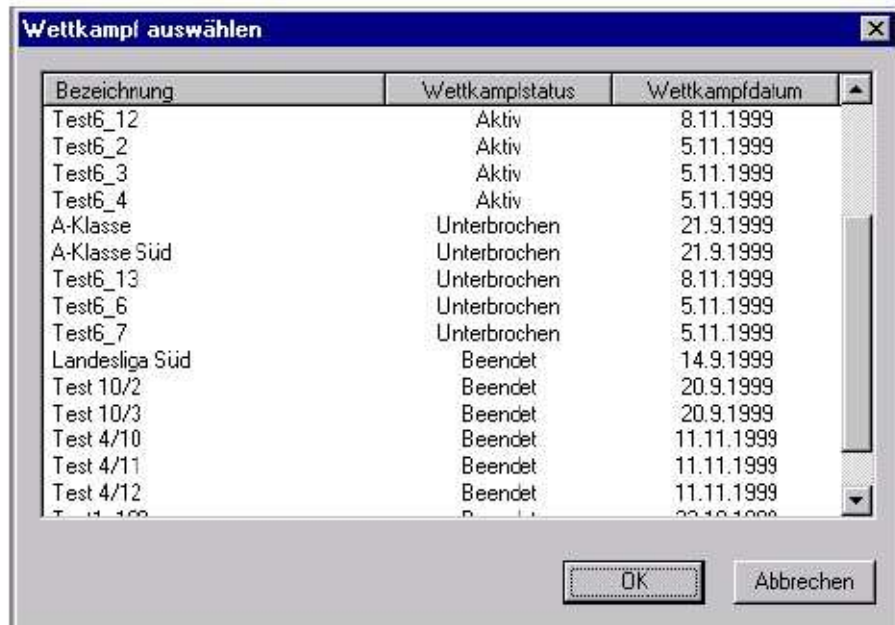 Wettkampf auswählen
Bezeichnung Wettkampfstatus Wettkampfdatum
Test6_12 Aktiv 8.11.1999
Test6_2 Aktiv 5.11.1999
Test6_3 Aktiv 5.11.1999
Test6_4 Aktiv 5.11.1999
A-Klasse Unterbrochen 21.9.1999
A-Klasse Süd Unterbrochen 21.9.1999
Test6_13 Unterbrochen 8.11.1999
Test6_6 Unterbrochen 5.11.1999
Test6_7 Unterbrochen 5.11.1999
Landesliga Süd Beendet 14.9.1999
Test 10/2 Beendet 20.9.1999
Test 10/3 Beendet 20.9.1999
Test 4/10 Beendet 11.11.1999
Test 4/11 Beendet 11.11.1999
Test 4/12 Beendet 11.11.1999
OK Abbrechen